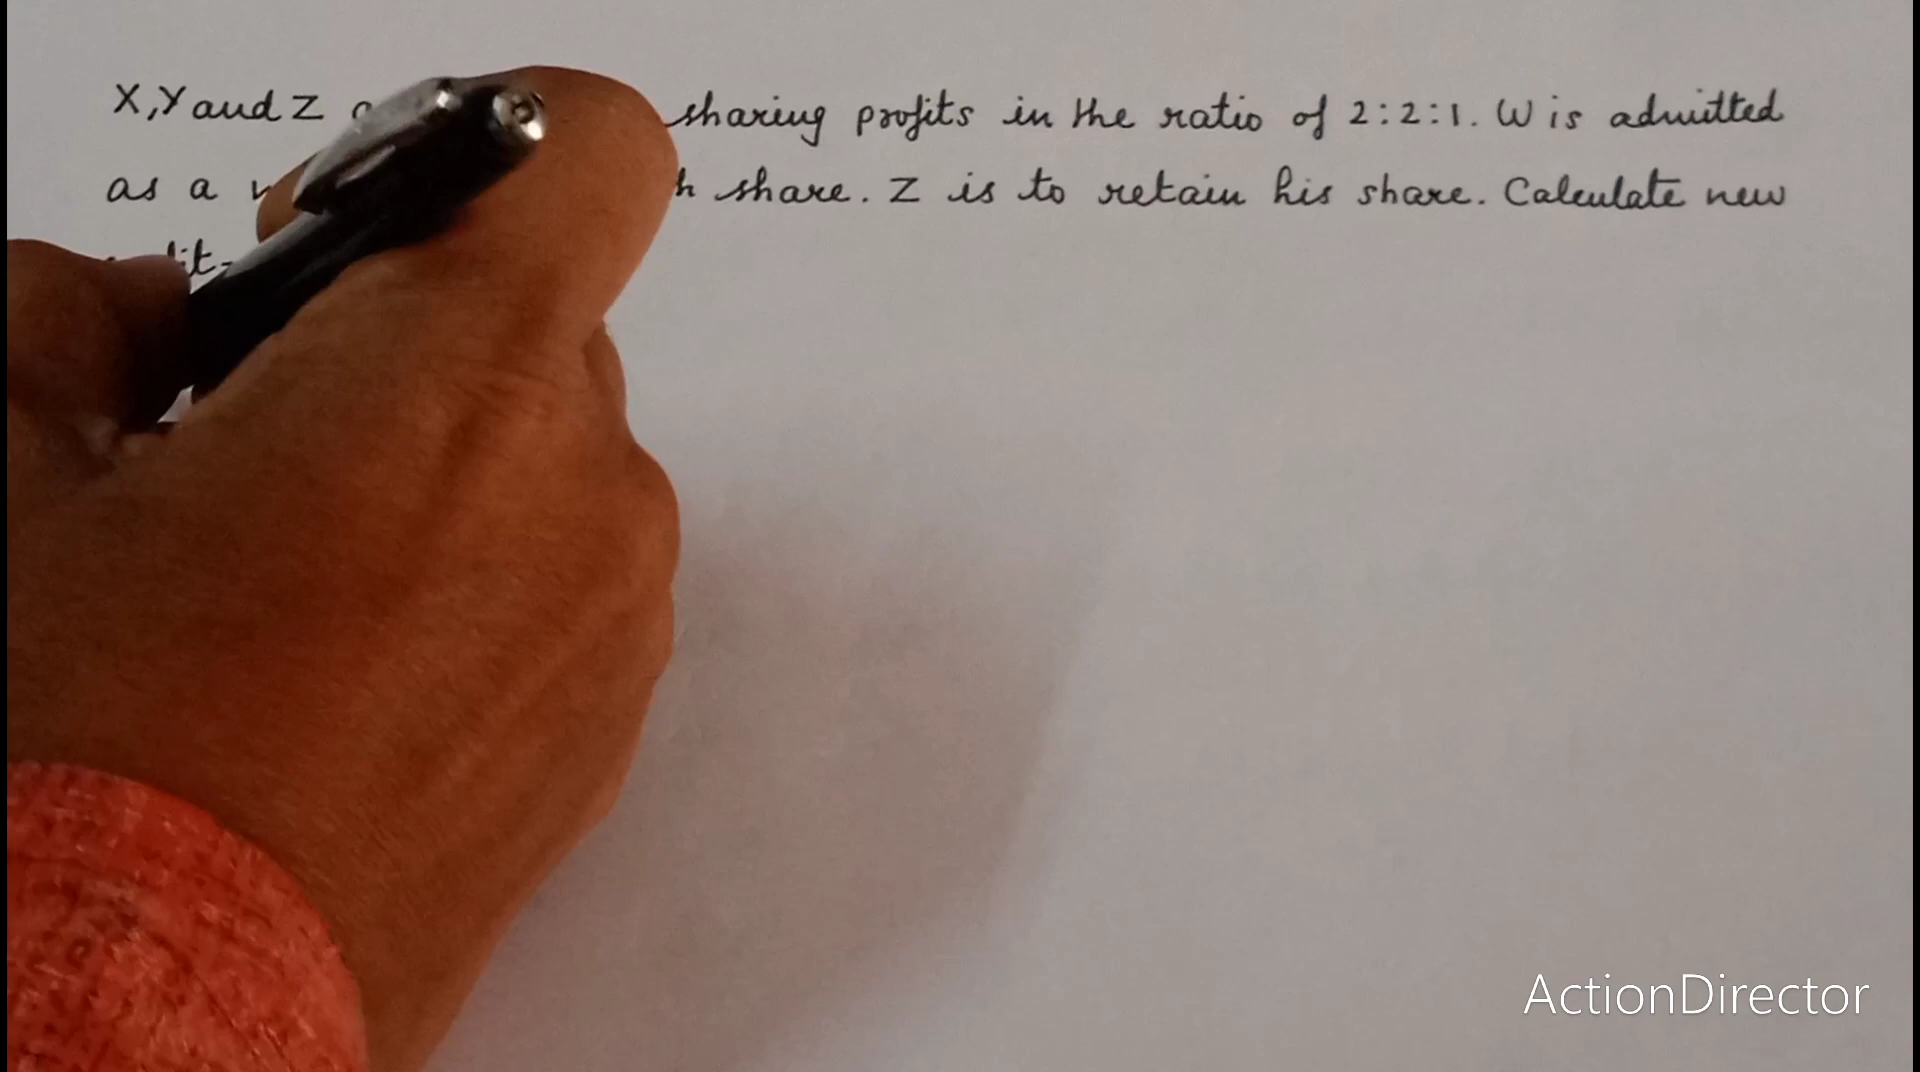 X, Y and Z sharing profits in the ratio of 2:2:1. W is admitted
as a share. Z is to retain his share. Calculate new
ActionDirector